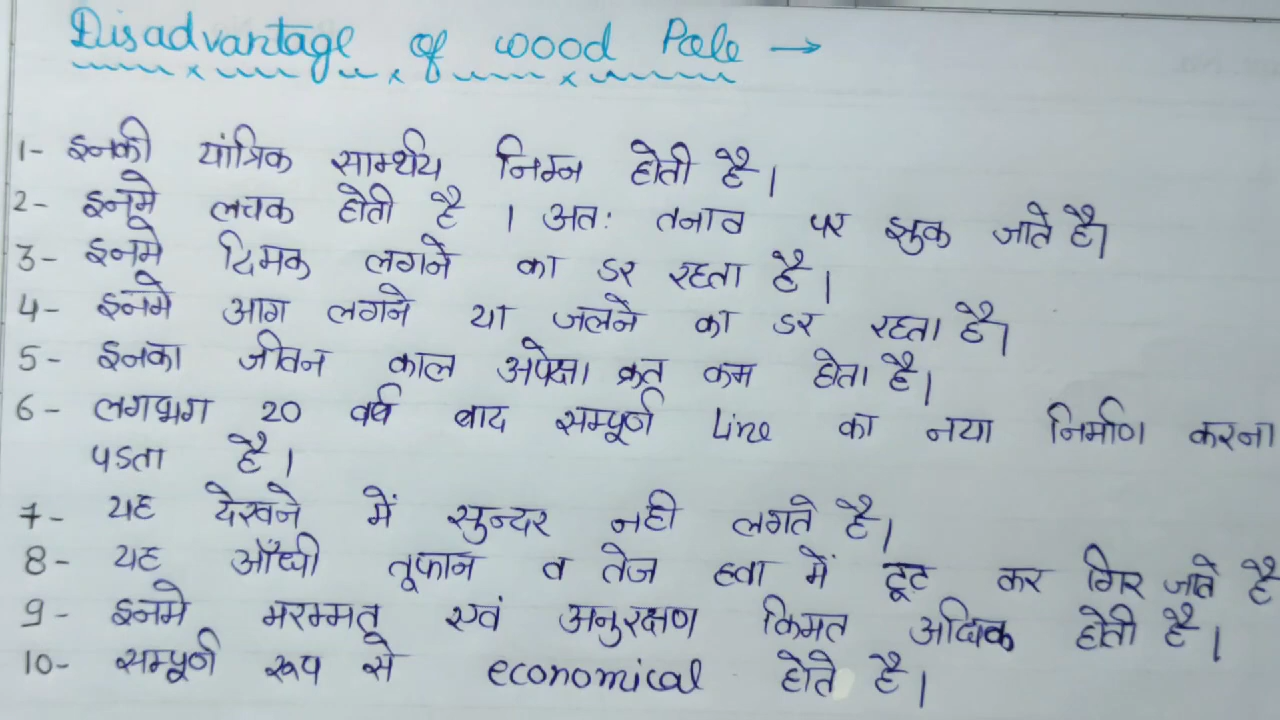 Disadvantage of wood Pole →
1- इनकी यांत्रिक सामर्थय निम्न होती है।
2- इनमे लचक होती है । अतः तनाव पर झुक जाते है।
3- इनमे दिमक लगने का डर रहता है।
4- इनमे आग लगने या जलने का डर रहता है।
5- इनका जीवन काल अपेक्षा क्रत कम होता है।
6- लगभग 20 वर्ष बाद सम्पूर्ण Line का नया निर्माण करना
पडता है।
7- यह देखने में सुन्दर नही लगते है।
8- यह आँधी तूफान व तेज हवा में टूट कर गिर जाते है
9- इनमे मरम्मत एवं अनुरक्षण किमत अधिक होती है।
10- सम्पूर्ण रूप से economical होते है।